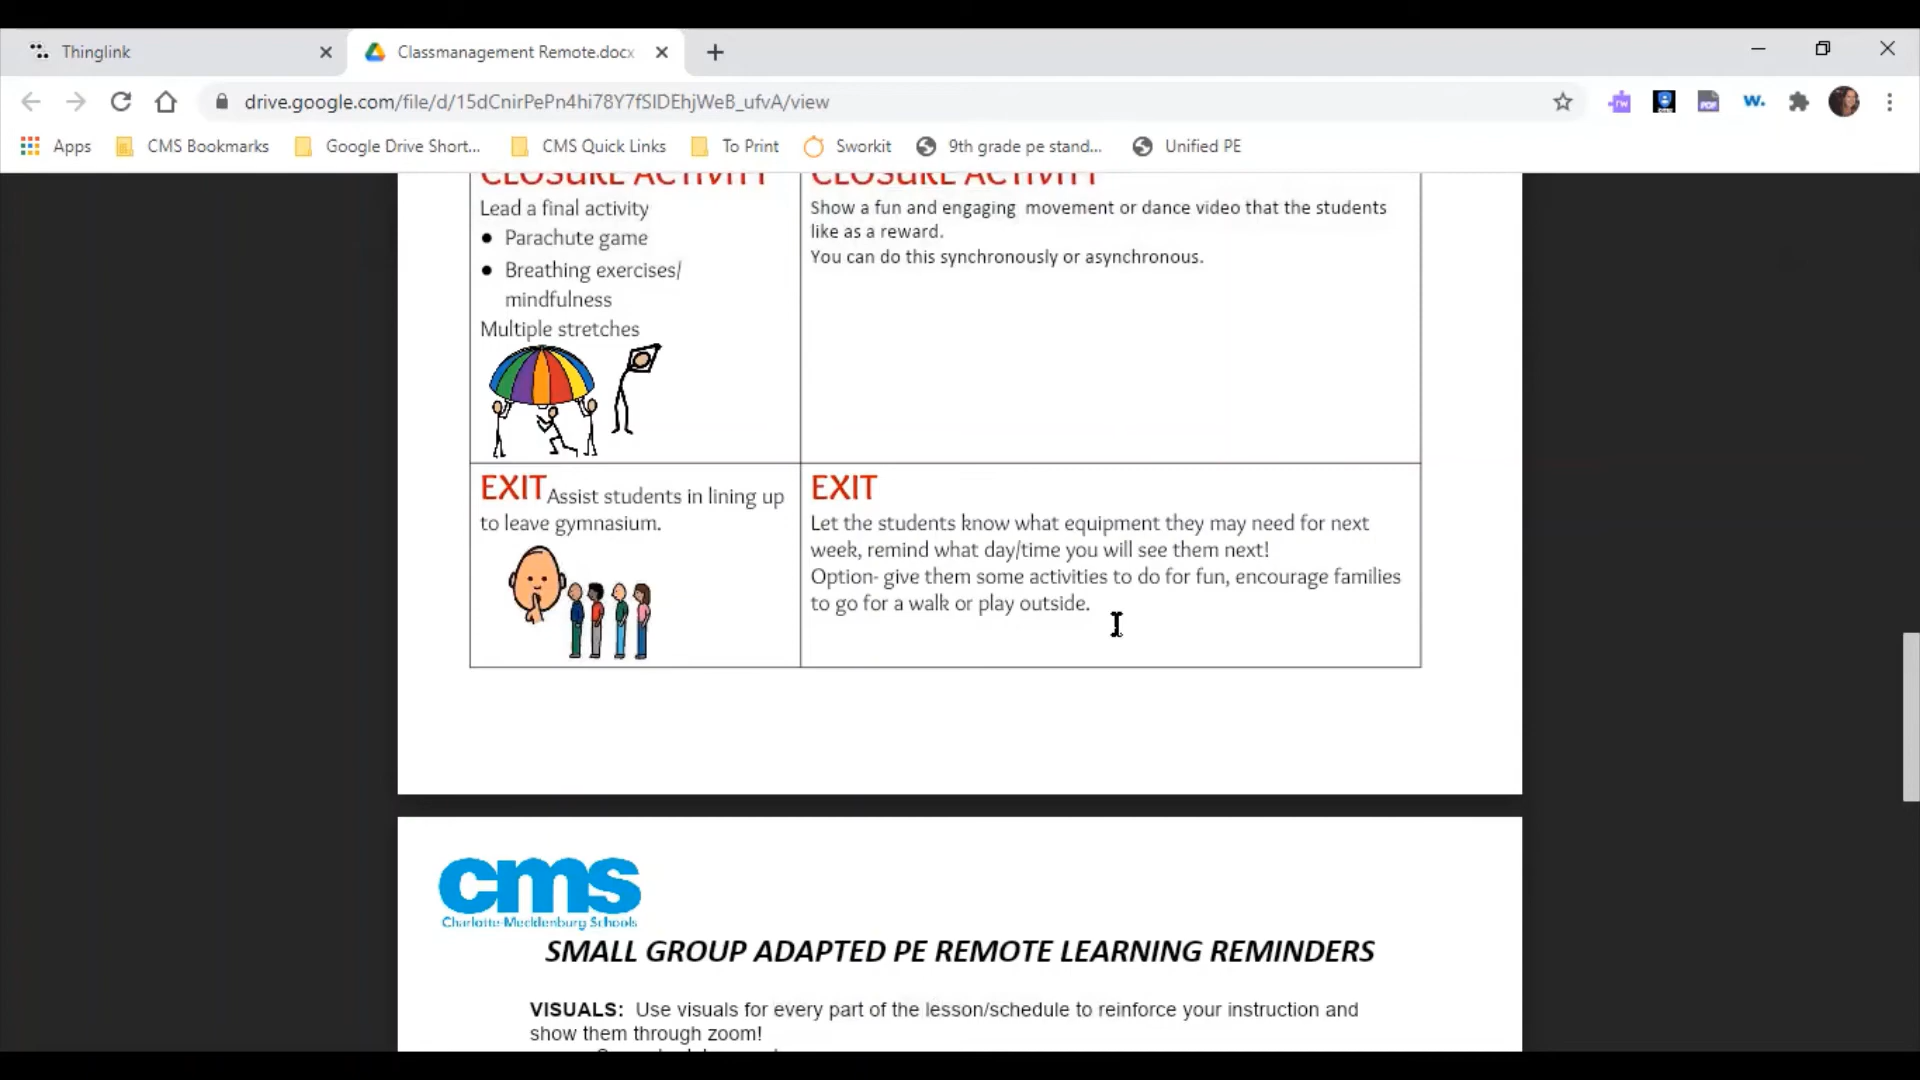 Thinglink
Classmanagement Remote.docx
drive.google.com/file/d/15dCnirPePn4hi78Y7fSIDEhjWeB_ufvA/view
Apps
CMS Bookmarks
Google Drive Short...
CMS Quick Links
To Print
Sworkit
9th grade pe stand...
Unified PE
CLOSURE ACTIVITY
Lead a final activity
● Parachute game
● Breathing exercises/
mindfulness
Multiple stretches
CLOSURE ACTIVITY
Show a fun and engaging movement or dance video that the students
like as a reward.
You can do this synchronously or asynchronous.
EXIT Assist students in lining up
to leave gymnasium.
EXIT
Let the students know what equipment they may need for next
week, remind what day/time you will see them next!
Option- give them some activities to do for fun, encourage families
to go for a walk or play outside.
cms
Charlotte-Mecklenburg Schools
SMALL GROUP ADAPTED PE REMOTE LEARNING REMINDERS
VISUALS: Use visuals for every part of the lesson/schedule to reinforce your instruction and
show them through zoom!